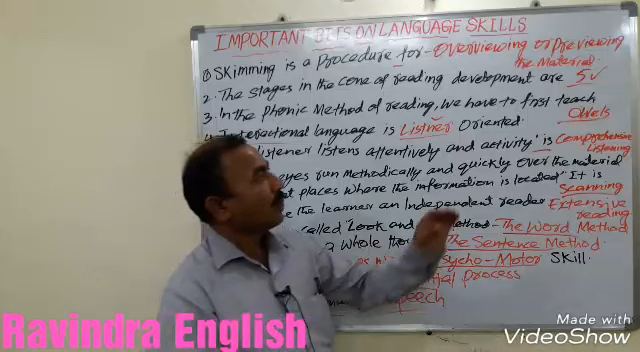 IMPORTANT BITS ON LANGUAGE SKILLS
① Skimming is a Procedure for - Overviewing or previewing the material.
2. The stages in the cone of reading development are 5 ✓
3. In the Phonic Method of reading, we have to first teach Owels
4. Interactional language is Listner Oriented.
listener listens attentively and activity" is Comprehensive Listening
eyes run methodically and quickly over the material
places where the information is located" It is Scanning
the learner an Independent reader Extensive reading
called "Look and Method - The Word Method
a whole The Sentence Method
Psycho-Motor Skill.
process
Ravindra English
Made with
VideoShow